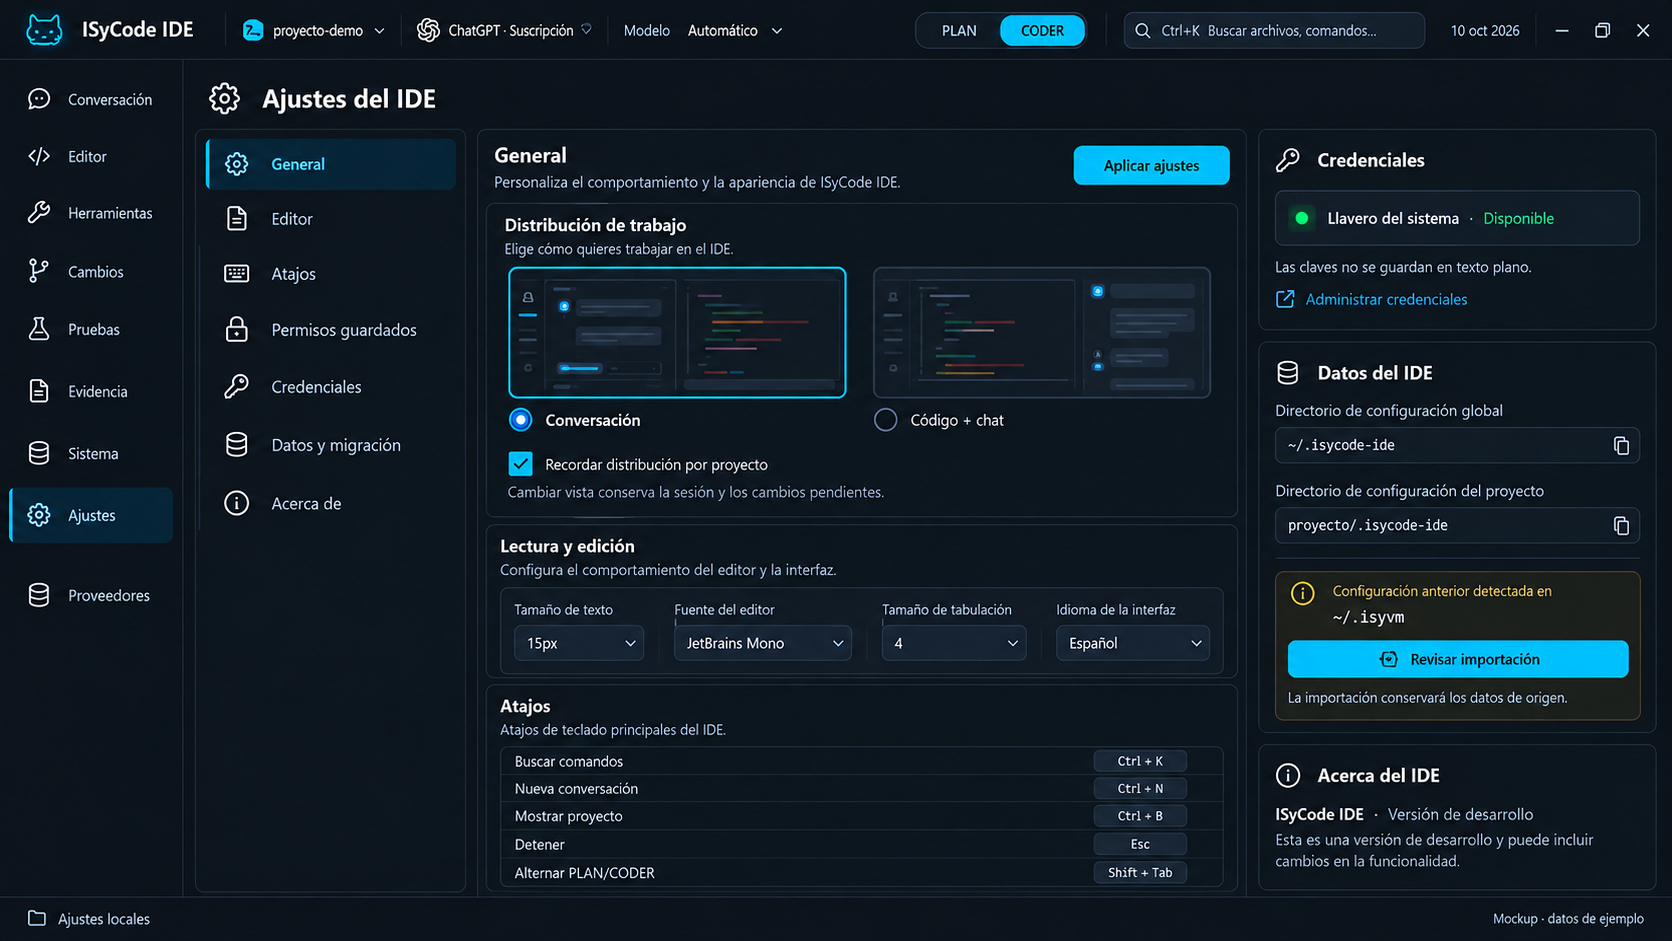 ISyCode IDE
proyecto-demo
ChatGPT · Suscripción
Modelo Automático
PLAN
CODER
Ctrl+K Buscar archivos, comandos...
10 oct 2026
Conversación
Editor
Herramientas
Cambios
Pruebas
Evidencia
Sistema
Ajustes
Proveedores
Ajustes del IDE
General
Editor
Atajos
Permisos guardados
Credenciales
Datos y migración
Acerca de
General
Personaliza el comportamiento y la apariencia de ISyCode IDE.
Aplicar ajustes
Distribución de trabajo
Elige cómo quieres trabajar en el IDE.
Conversación
Código + chat
Recordar distribución por proyecto
Cambiar vista conserva la sesión y los cambios pendientes.
Lectura y edición
Configura el comportamiento del editor y la interfaz.
Tamaño de texto
15px
Fuente del editor
JetBrains Mono
Tamaño de tabulación
4
Idioma de la interfaz
Español
Atajos
Atajos de teclado principales del IDE.
Buscar comandos Ctrl + K
Nueva conversación Ctrl + N
Mostrar proyecto Ctrl + B
Detener Esc
Alternar PLAN/CODER Shift + Tab
Credenciales
Llavero del sistema · Disponible
Las claves no se guardan en texto plano.
Administrar credenciales
Datos del IDE
Directorio de configuración global
~/.isycode-ide
Directorio de configuración del proyecto
proyecto/.isycode-ide
Configuración anterior detectada en
~/.isyvm
Revisar importación
La importación conservará los datos de origen.
Acerca del IDE
ISyCode IDE · Versión de desarrollo
Esta es una versión de desarrollo y puede incluir
cambios en la funcionalidad.
Ajustes locales
Mockup · datos de ejemplo